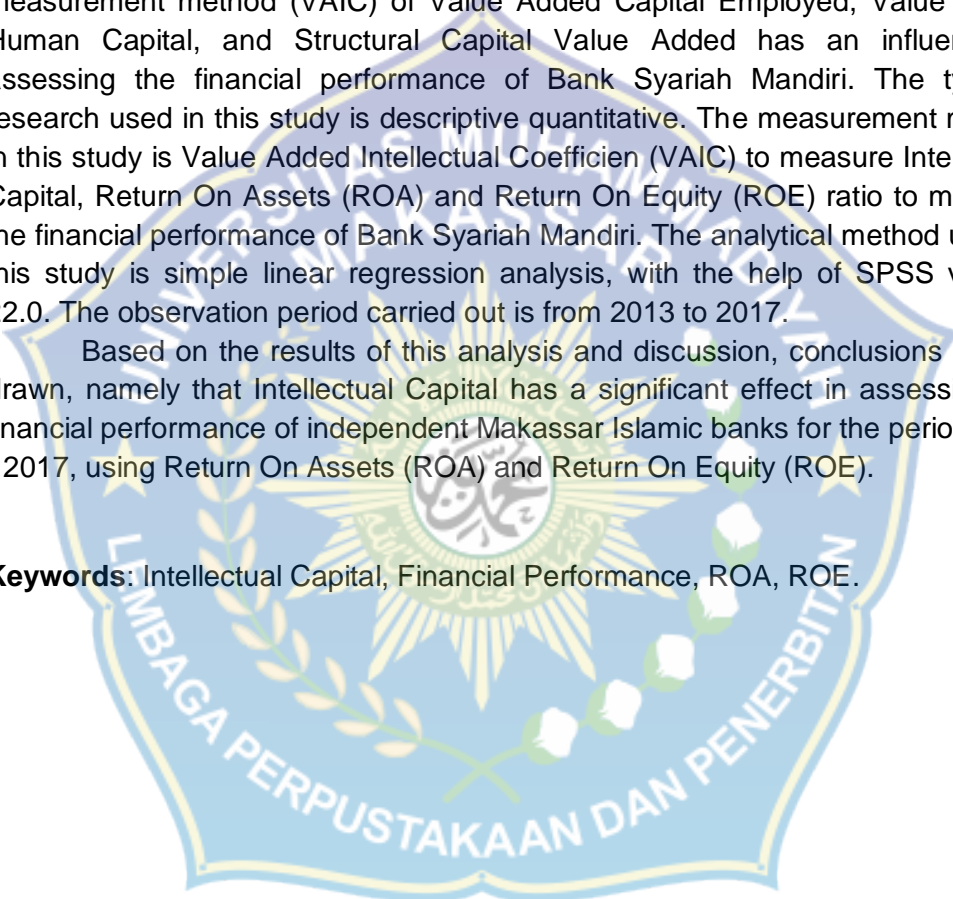 measurement method (VAIC) of Value Added Capital Employed, Value
Human Capital, and Structural Capital Value Added has an
assessing the financial performance of Bank Syariah Mandiri. The
research used in this study is descriptive quantitative. The measurement
in this study is Value Added Intellectual Coefficien (VAIC) to measure
Capital, Return On Assets (ROA) and Return On Equity (ROE) ratio to
the financial performance of Bank Syariah Mandiri. The analytical method
this study is simple linear regression analysis, with the help of SPSS
22.0. The observation period carried out is from 2013 to 2017.
Based on the results of this analysis and discussion, conclusions
drawn, namely that Intellectual Capital has a significant effect in
financial performance of independent Makassar Islamic banks for the
2017, using Return On Assets (ROA) and Return On Equity (ROE).
Keywords: Intellectual Capital, Financial Performance, ROA, ROE.
UNIVERSITAS MUHAMMADIYAH
MAKASSAR
LEMBAGA PERPUSTAKAAN DAN PENERBITAN